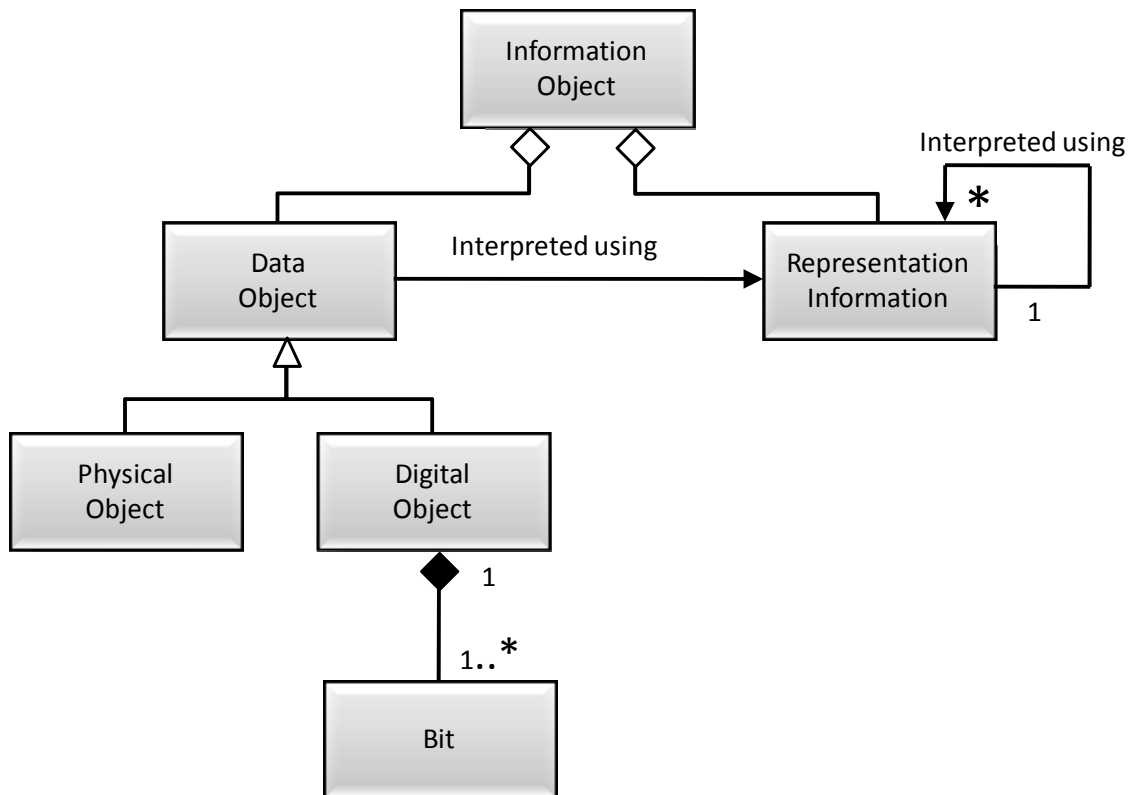 Information
Object
Interpreted using
*
Data
Object
Interpreted using
Representation
Information
1
Physical
Object
Digital
Object
1
1..*
Bit